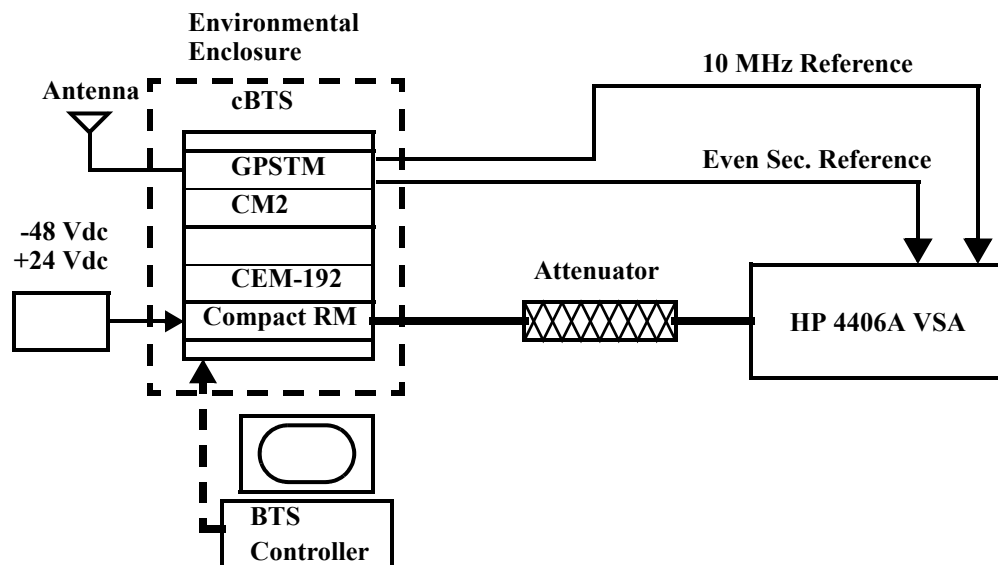 Environmental
Enclosure
10 MHz Reference
Antenna
cBTS
GPSTM
Even Sec. Reference
CM2
-48 Vdc
+24 Vdc
CEM-192
Attenuator
Compact RM
HP 4406A VSA
BTS
Controller